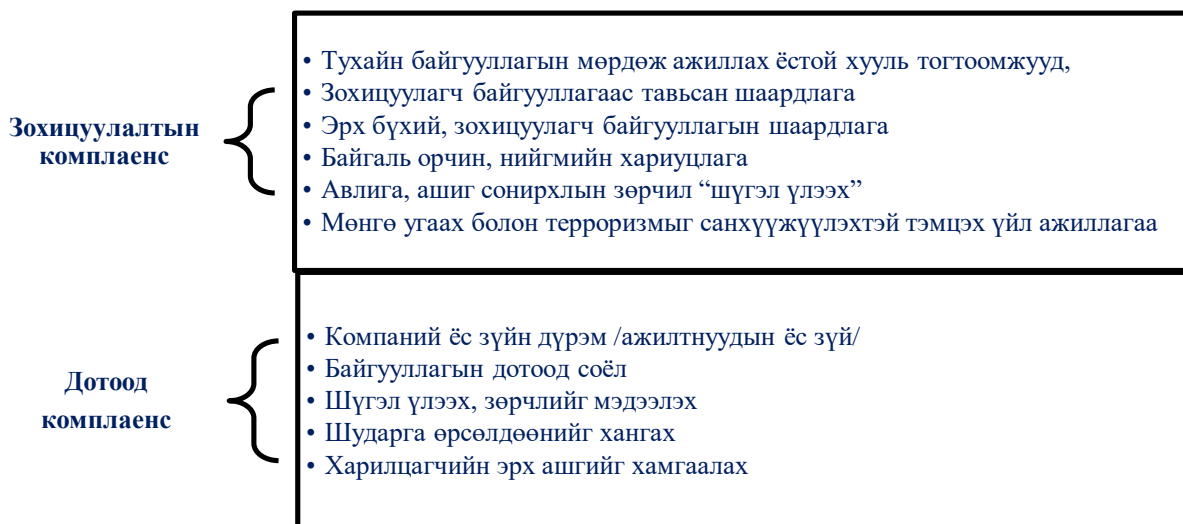 Зохицуулалтын
комплаенс
• Тухайн байгууллагын мөрдөж ажиллах ёстой хууль тогтоомжууд,
• Зохицуулагч байгууллагаас тавьсан шаардлага
• Эрх бүхий, зохицуулагч байгууллагын шаардлага
• Байгаль орчин, нийгмийн хариуцлага
• Авлига, ашиг сонирхлын зөрчил “шүгэл үлээх”
• Мөнгө угаах болон терроризмыг санхүүжүүлэхтэй тэмцэх үйл ажиллагаа
Дотоод
комплаенс
• Компаний ёс зүйн дүрэм /ажилтнуудын ёс зүй/
• Байгууллагын дотоод соёл
• Шүгэл үлээх, зөрчлийг мэдээлэх
• Шударга өрсөлдөөнийг хангах
• Харилцагчийн эрх ашгийг хамгаалах